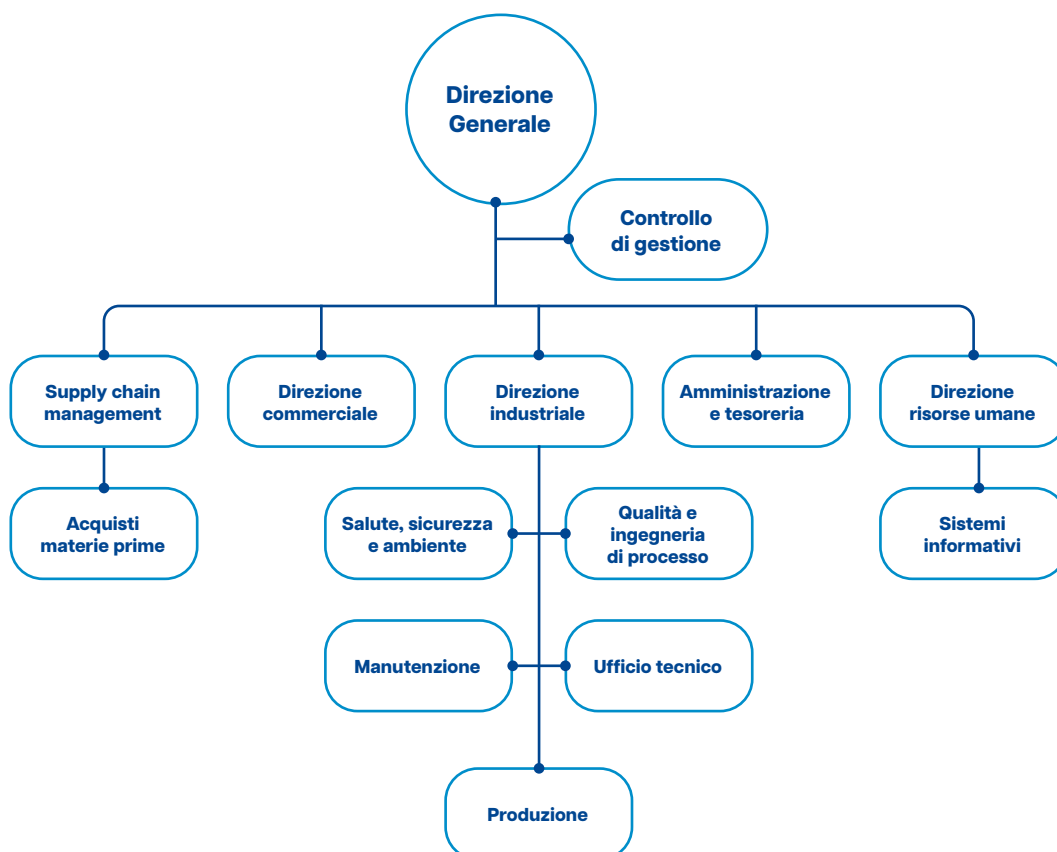 Direzione
Generale
Controllo
di gestione
Supply chain
management
Direzione
commerciale
Direzione
industriale
Amministrazione
e tesoreria
Direzione
risorse umane
Acquisti
materie prime
Salute, sicurezza
e ambiente
Qualità e
ingegneria
di processo
Sistemi
informativi
Manutenzione
Ufficio tecnico
Produzione